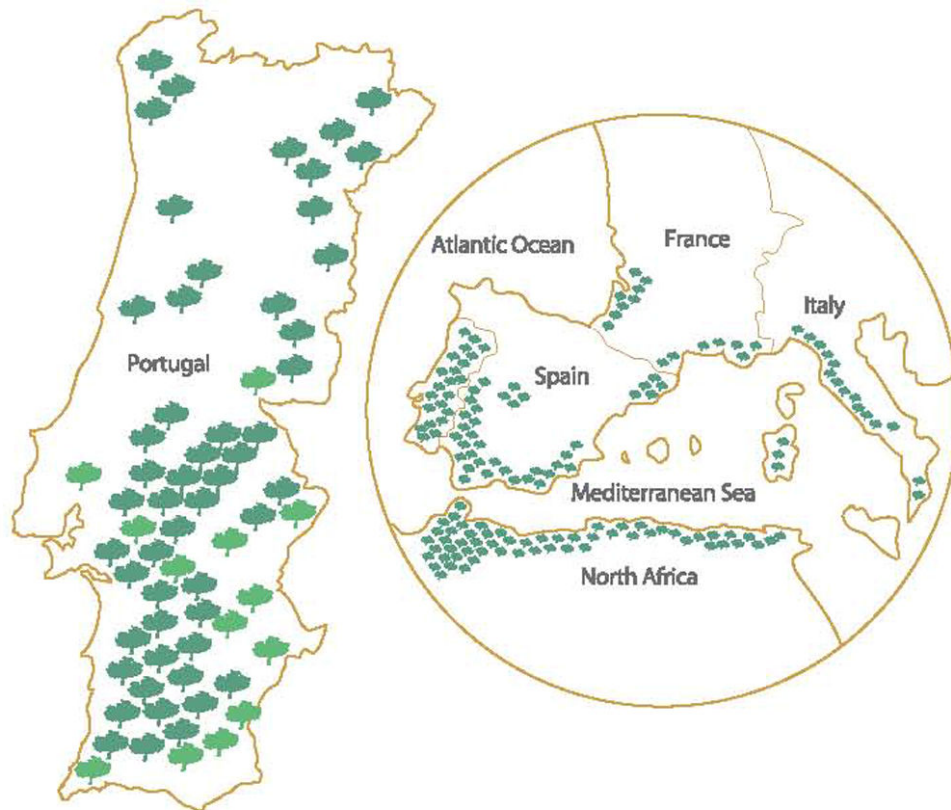 Atlantic Ocean
France
Italy
Portugal
Spain
Mediterranean Sea
North Africa